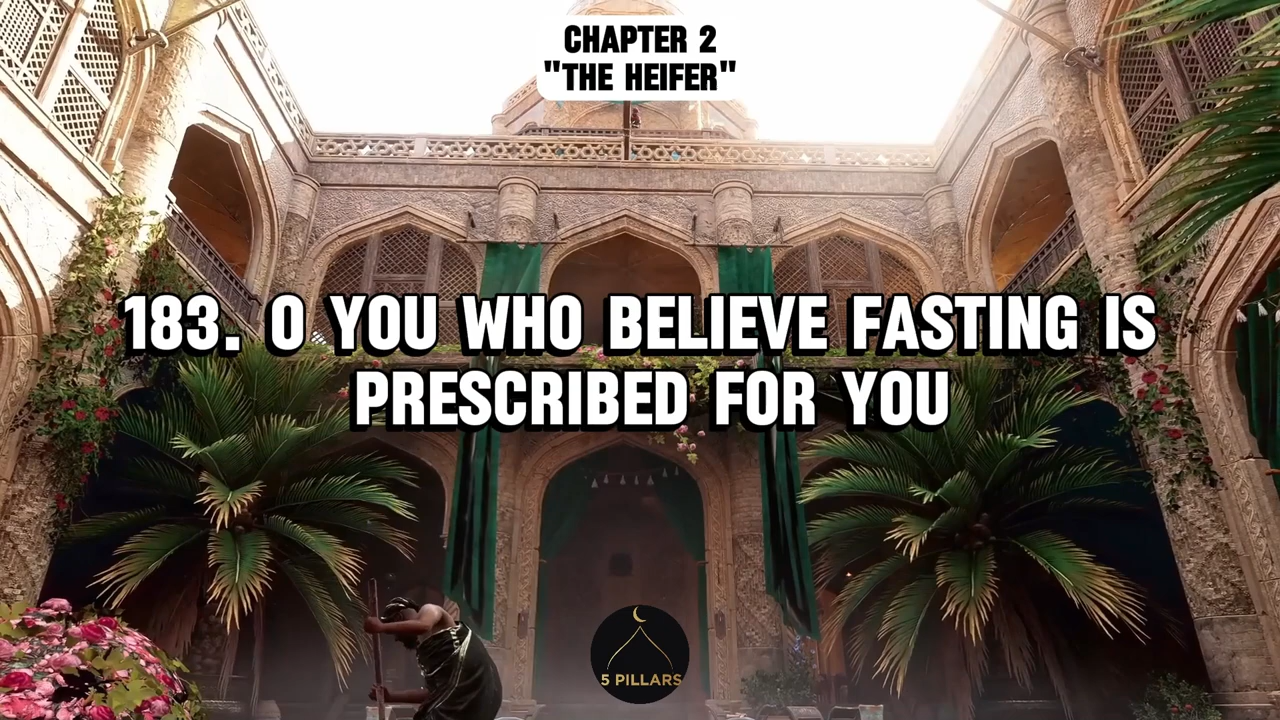 CHAPTER 2
"THE HEIFER"
183. O YOU WHO BELIEVE FASTING IS
PRESCRIBED FOR YOU
5 PILLARS